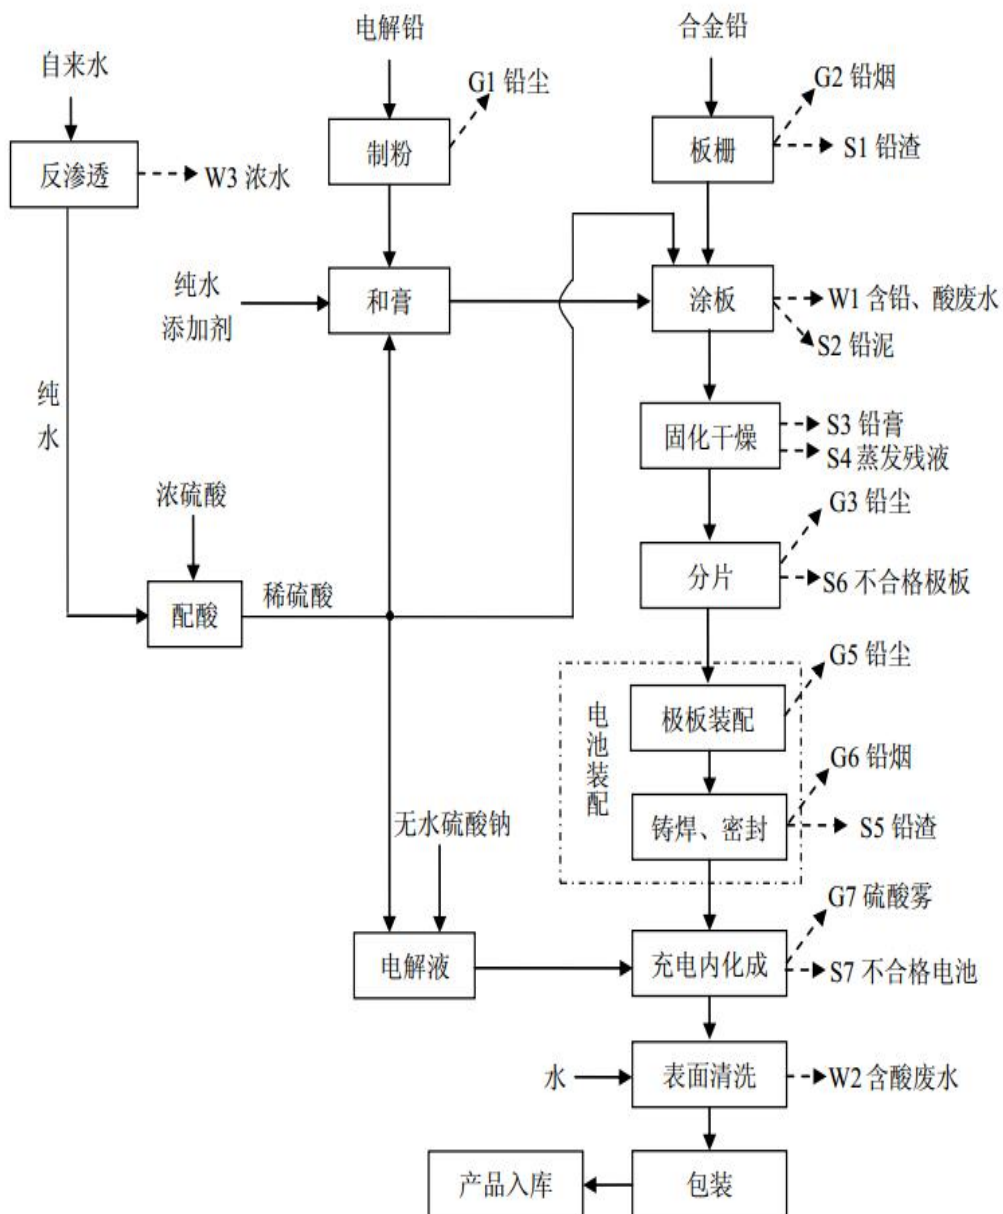 电解铅
合金铅
自来水
G1 铅尘
G2 铅烟
制粉
板栅
S1 铅渣
反渗透
W3 浓水
纯水
添加剂
和膏
涂板
W1 含铅、酸废水
S2 铅泥
纯
水
固化干燥
S3 铅膏
S4 蒸发残液
浓硫酸
G3 铅尘
分片
S6 不合格极板
配酸
稀硫酸
G5 铅尘
电
池
装
配
极板装配
G6 铅烟
铸焊、密封
S5 铅渣
无水硫酸钠
G7 硫酸雾
电解液
充电内化成
S7 不合格电池
水
表面清洗
W2 含酸废水
产品入库
包装